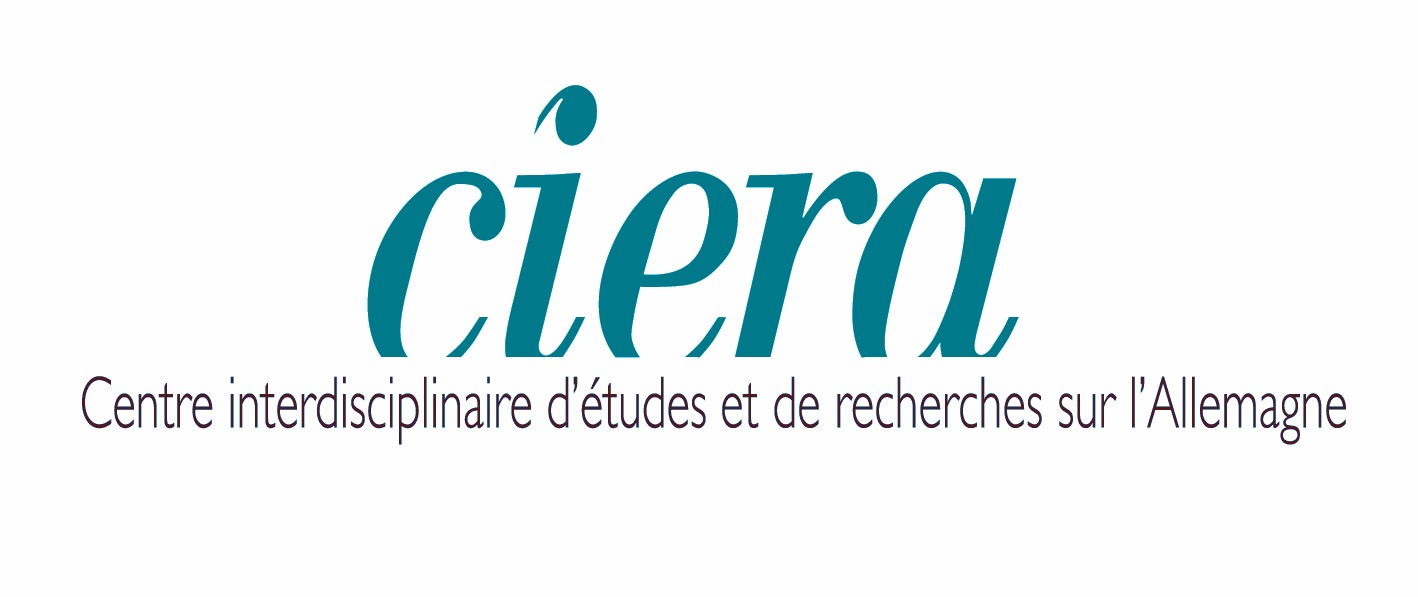 ciera
Centre interdisciplinaire d’études et de recherches sur l’Allemagne